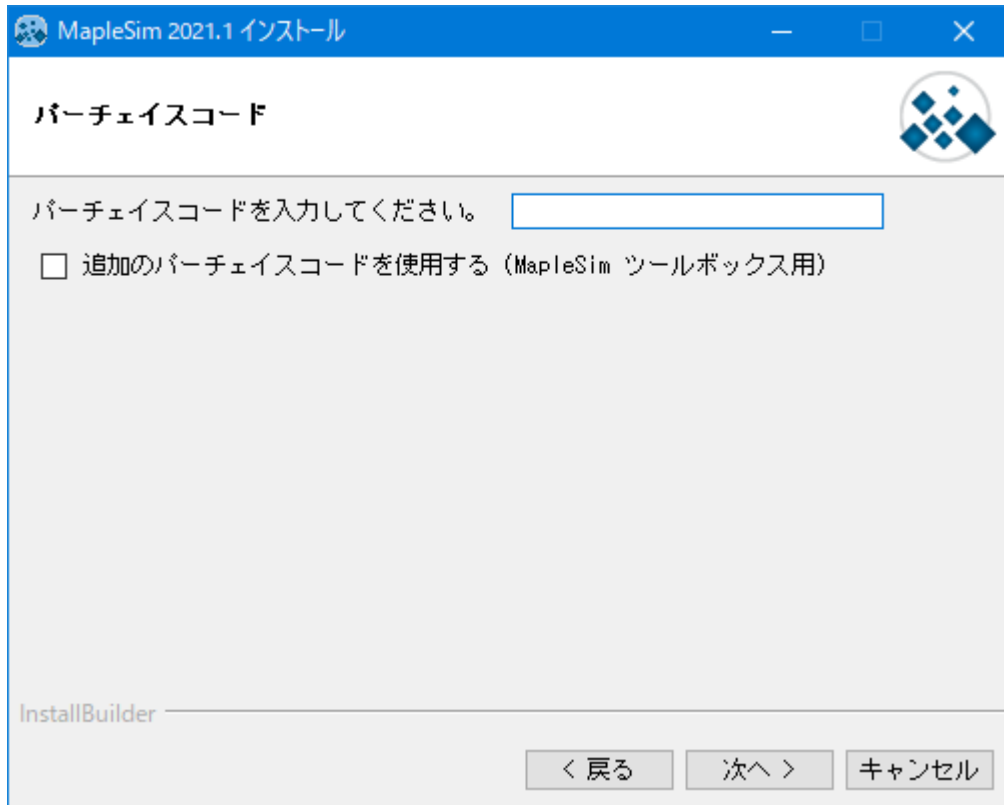 MapleSim 2021.1 インストール
パーチェイスコード
パーチェイスコードを入力してください。
追加のパーチェイスコードを使用する (MapleSim ツールボックス用)
InstallBuilder
< 戻る 次へ > キャンセル